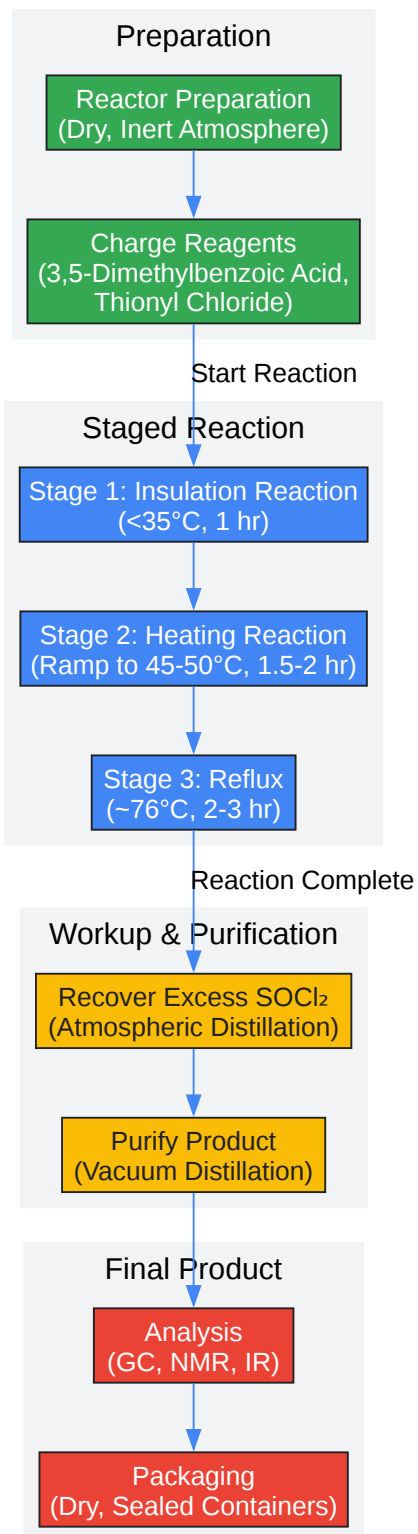 Preparation
Reactor Preparation
(Dry, Inert Atmosphere)
Charge Reagents
(3,5-Dimethylbenzoic Acid,
Thionyl Chloride)
Start Reaction
Staged Reaction
Stage 1: Insulation Reaction
(<35°C, 1 hr)
Stage 2: Heating Reaction
(Ramp to 45-50°C, 1.5-2 hr)
Stage 3: Reflux
(~76°C, 2-3 hr)
Reaction Complete
Workup & Purification
Recover Excess SOCl₂
(Atmospheric Distillation)
Purify Product
(Vacuum Distillation)
Final Product
Analysis
(GC, NMR, IR)
Packaging
(Dry, Sealed Containers)